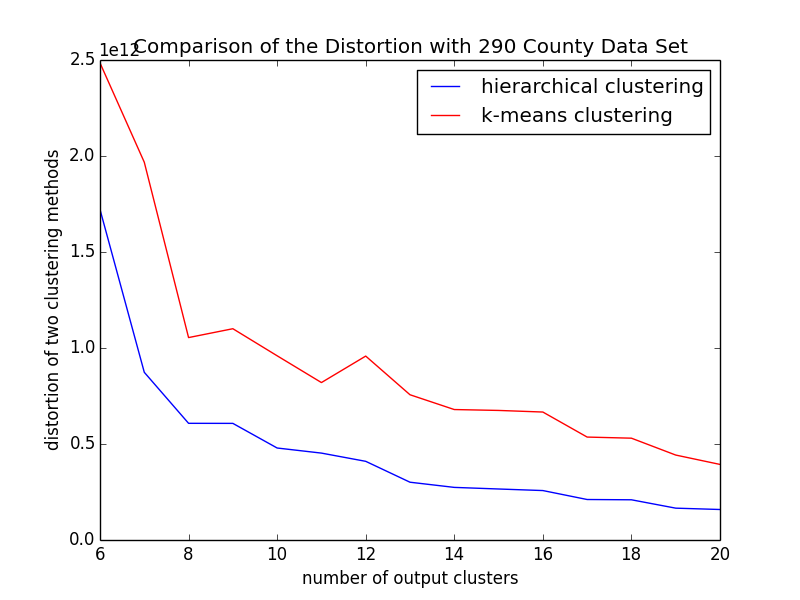 Comparison of the Distortion with 290 County Data Set
1e12
2.5
2.0
1.5
1.0
0.5
0.0
distortion of two clustering methods
hierarchical clustering
k-means clustering
6 8 10 12 14 16 18 20
number of output clusters